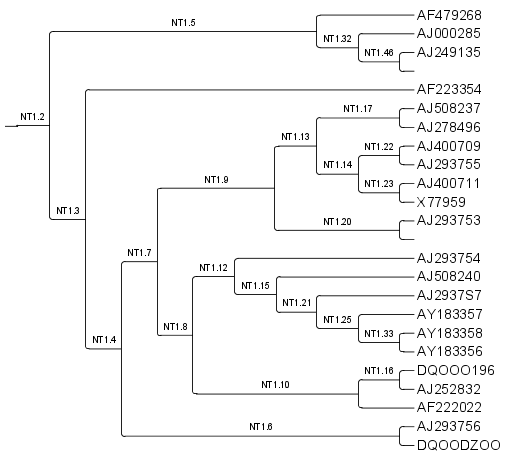 AF479268
NT1.5
AJ000285
NT1.32
AJ249135
NT1.46
AF223354
AJ508237
NT1.17
NT1.2
AJ278496
NT1.13
AJ400709
NT1.22
AJ293755
NT1.14
AJ400711
NT1.9
NT1.23
X77959
NT1.3
AJ293753
NT1.20
NT1.7
AJ293754
NT1.12
AJ508240
NT1.15
AJ2937S7
NT1.21
AY183357
NT1.25
NT1.8
AY183358
NT1.33
NT1.4
AY183356
DQOOO196
NT1.16
AJ252832
NT1.10
AF222022
AJ293756
NT1.6
DQOODZOO